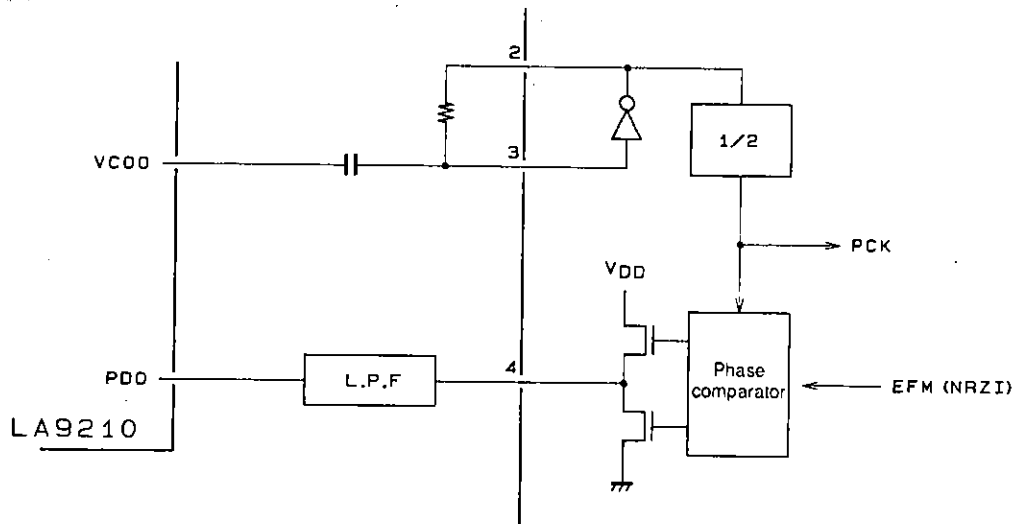 2
VCOO
3
1/2
PCK
VDD
PDO
L.P.F
4
Phase
comparator
EFM (NRZI)
LA9210